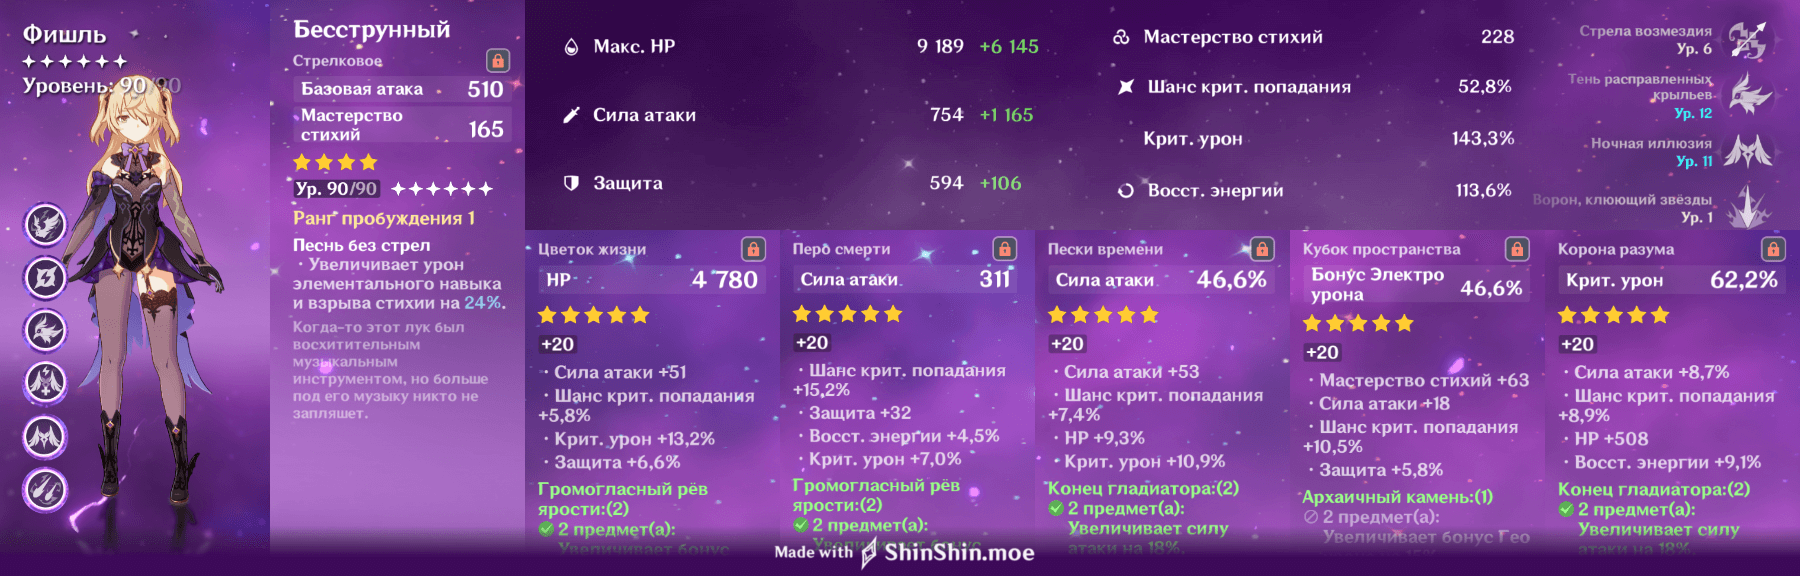 Фишль
Уровень: 90/90
Бесструнный
Стрелковое
Базовая атака 510
Мастерство
стихий 165
Ур. 90/90
Ранг пробуждения 1
Песнь без стрел
· Увеличивает урон
элементального навыка
и взрыва стихии на 24%.
Когда-то этот лук был
восхитительным
музыкальным
инструментом, но больше
под его музыку никто не
запляшет.
Макс. HP 9 189 +6 145
Сила атаки 754 +1 165
Защита 594 +106
Мастерство стихий 228
Шанс крит. попадания 52,8%
Крит. урон 143,3%
Восст. энергии 113,6%
Стрела возмездия
Ур. 6
Тень расправленных
крыльев
Ур. 12
Ночная иллюзия
Ур. 11
Ворон, клюющий звёзды
Ур. 1
Цветок жизни
HP 4 780
+20
· Сила атаки +51
· Шанс крит. попадания
+5,8%
· Крит. урон +13,2%
· Защита +6,6%
Громогласный рёв
ярости:(2)
2 предмет(а):
Увеличивает бонус
Перо смерти
Сила атаки 311
+20
· Шанс крит. попадания
+15,2%
· Защита +32
· Восст. энергии +4,5%
· Крит. урон +7,0%
Громогласный рёв
ярости:(2)
2 предмет(а):
Увеличивает бонус
Пески времени
Сила атаки 46,6%
+20
· Сила атаки +53
· Шанс крит. попадания
+7,4%
· HP +9,3%
· Крит. урон +10,9%
Конец гладиатора:(2)
2 предмет(а):
Увеличивает силу
атаки на 18%.
Кубок пространства
Бонус Электро
урона 46,6%
+20
· Мастерство стихий +63
· Сила атаки +18
· Шанс крит. попадания
+10,5%
· Защита +5,8%
Архаичный камень:(1)
2 предмет(а):
Увеличивает бонус Гео
Корона разума
Крит. урон 62,2%
+20
· Сила атаки +8,7%
· Шанс крит. попадания
+8,9%
· HP +508
· Восст. энергии +9,1%
Конец гладиатора:(2)
2 предмет(а):
Увеличивает силу
атаки на 18%.
Made with ShinShin.moe